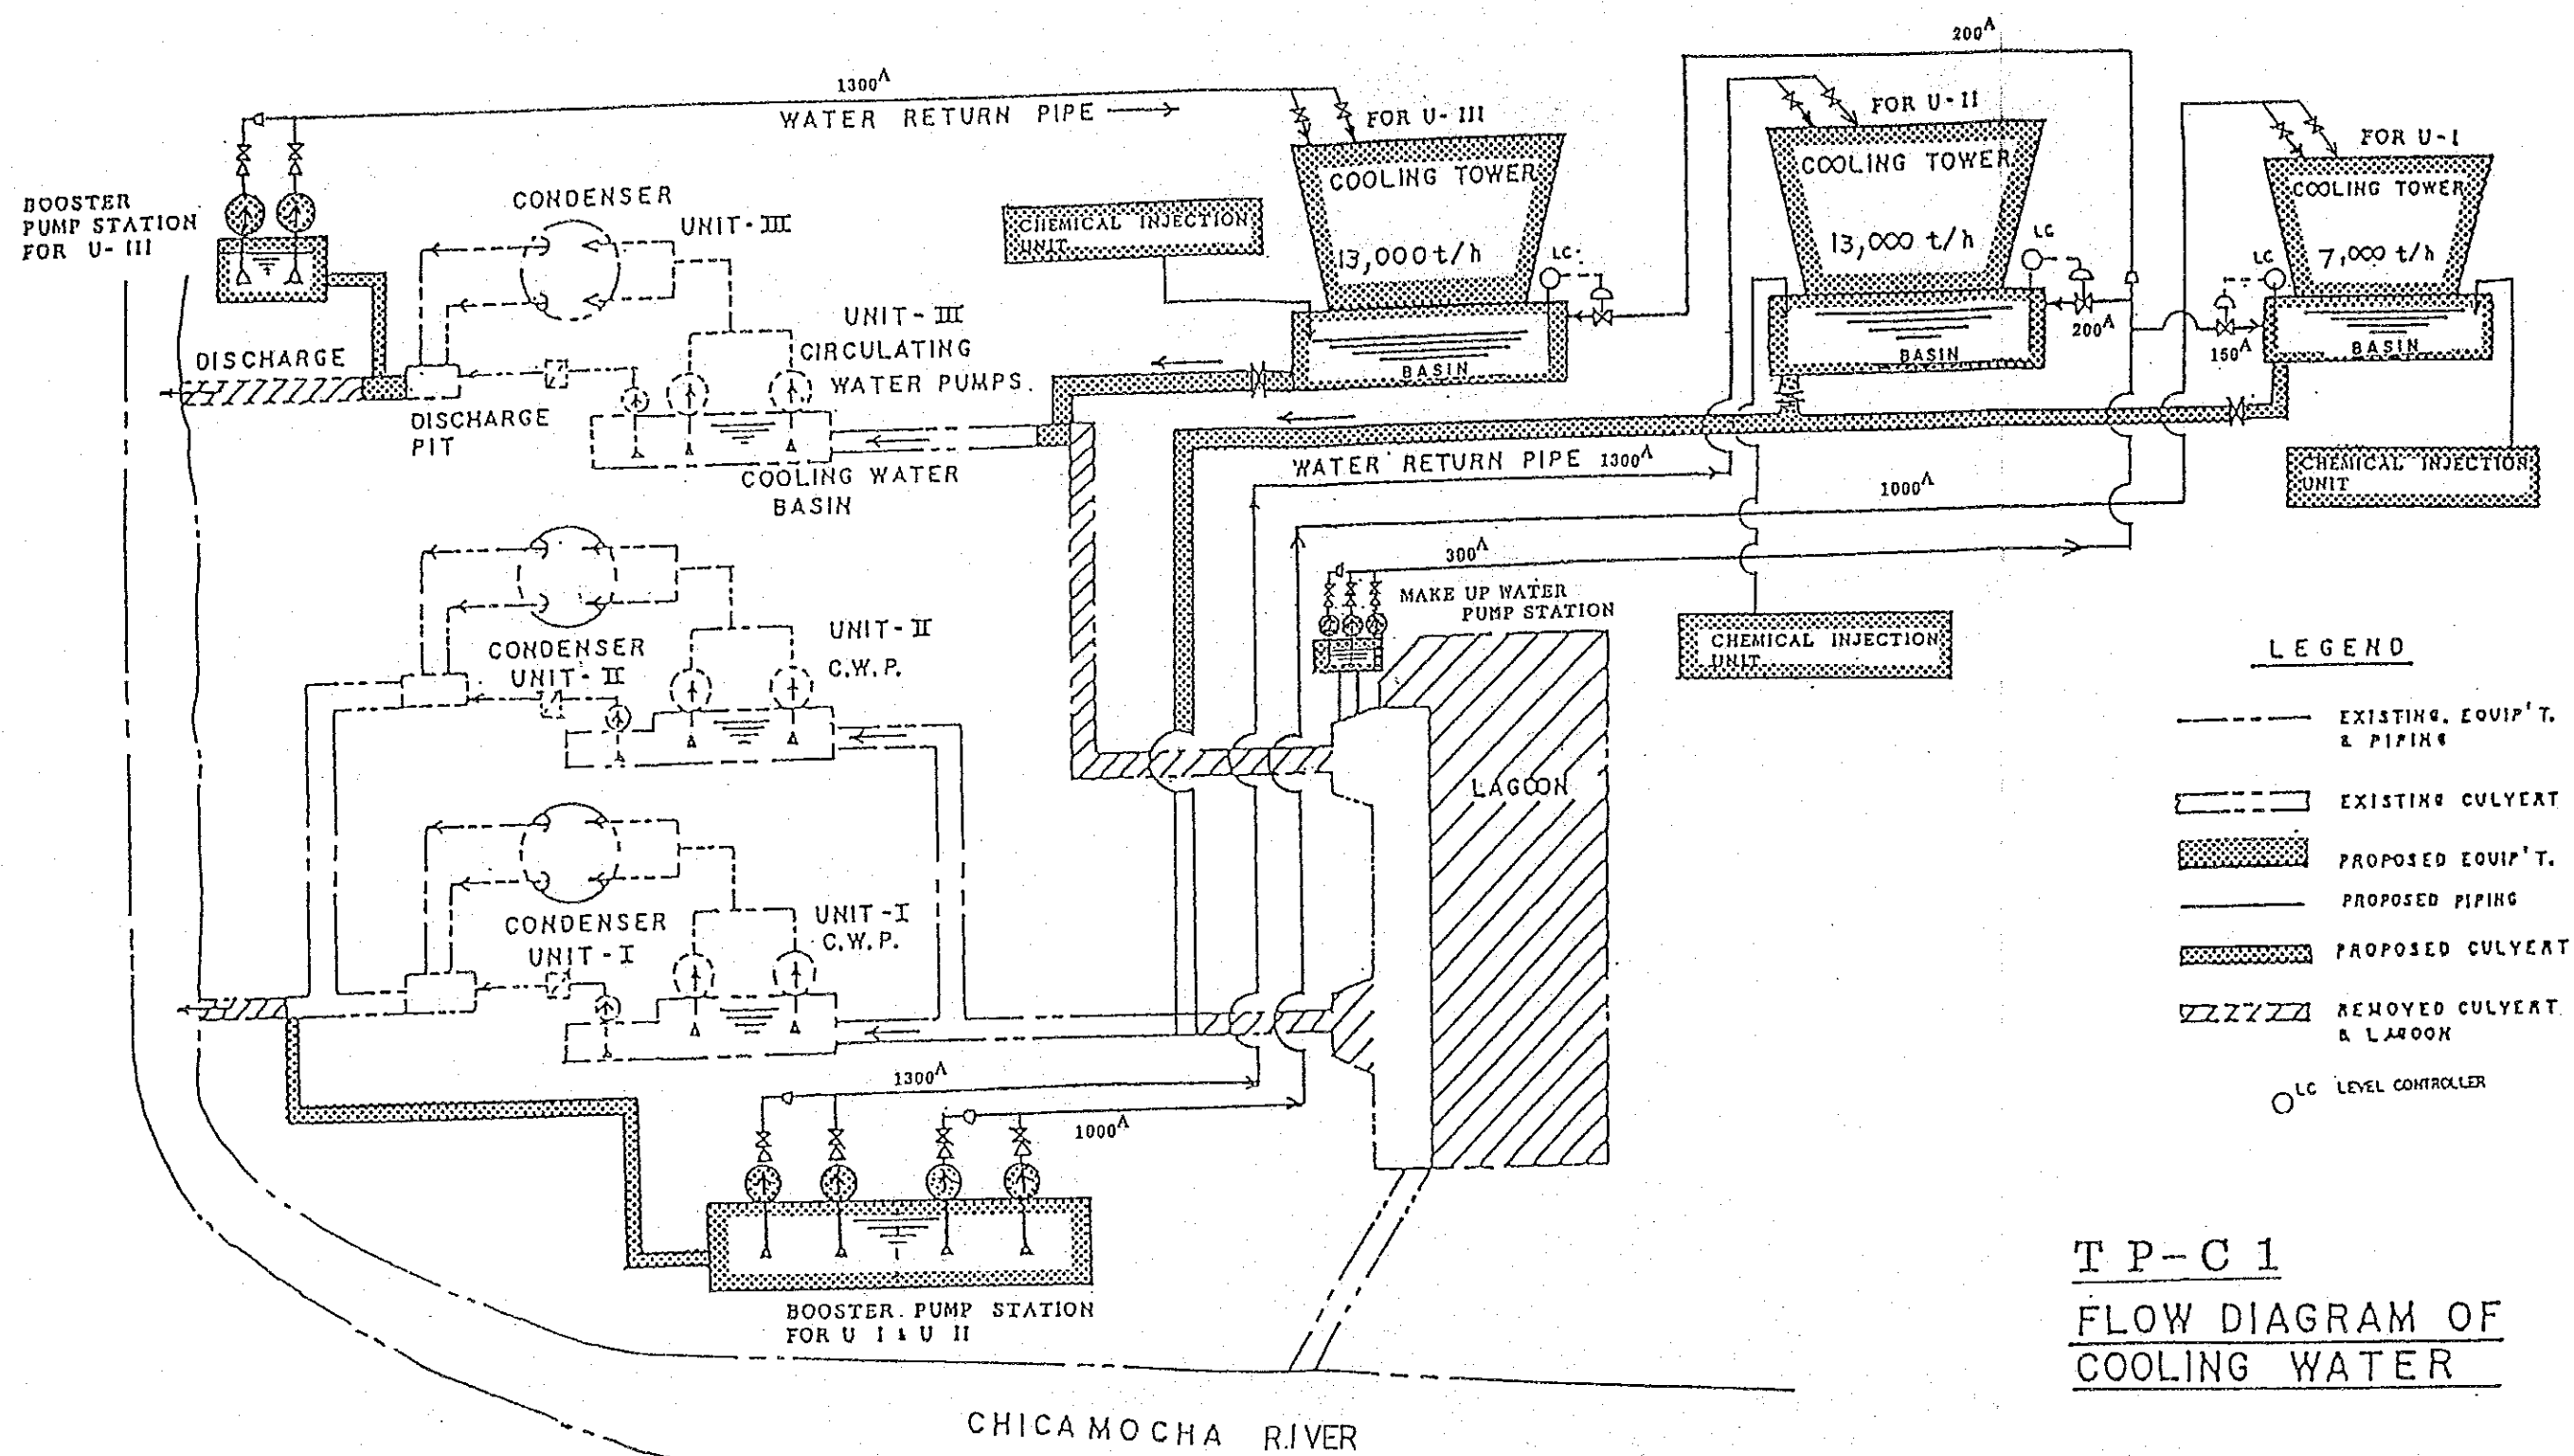 200A
1300A
WATER RETURN PIPE
FOR U-III
FOR U-II
FOR U-I
COOLING TOWER
13,000 t/h
COOLING TOWER
13,000 t/h
COOLING TOWER
7,000 t/h
BOOSTER
PUMP STATION
FOR U-III
CONDENSER
UNIT-III
CHEMICAL INJECTION
UNIT
LC
LC
LC
200A
150A
BASIN
BASIN
BASIN
UNIT-III
CIRCULATING
WATER PUMPS.
DISCHARGE
DISCHARGE
PIT
COOLING WATER
BASIN
WATER RETURN PIPE 1300A
1000A
CHEMICAL INJECTION
UNIT
300A
MAKE UP WATER
PUMP STATION
CHEMICAL INJECTION
UNIT
CONDENSER
UNIT-II
UNIT-II
C.W.P.
LAGOON
CONDENSER
UNIT-I
UNIT-I
C.W.P.
1300A
1000A
BOOSTER. PUMP STATION
FOR U I & U II
CHICAMOCHA RIVER
LEGEND
EXISTING. EQUIP'T.
& PIPING
EXISTING CULVERT
PROPOSED EQUIP'T.
PROPOSED PIPING
PROPOSED CULVERT
REMOVED CULVERT
& LAGOON
LC LEVEL CONTROLLER
TP-C1
FLOW DIAGRAM OF
COOLING WATER